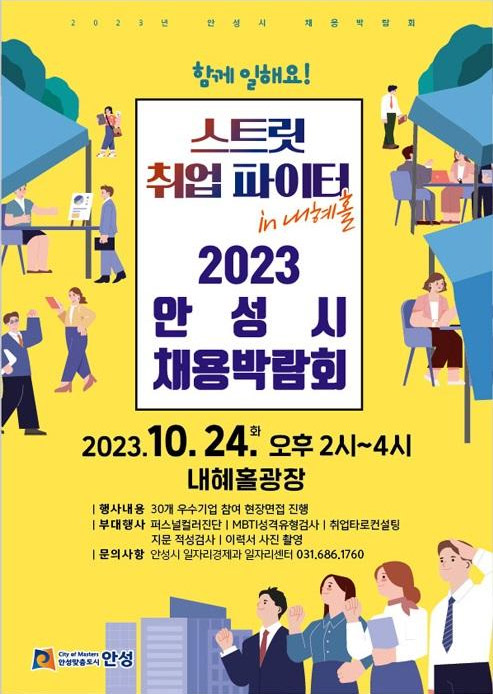 2023년 안성시 채용박람회
함께 일해요!
스트릿
취업 파이터
in 내혜홀
2023
안성시
채용박람회
2023.10. 24.화 오후 2시~4시
내혜홀광장
| 행사내용 30개 우수기업 참여 현장면접 진행
| 부대행사 퍼스널컬러진단 | MBTI성격유형검사 | 취업타로컨설팅
지문 적성검사 | 이력서 사진 촬영
| 문의사항 안성시 일자리경제과 일자리센터 031.686.1760
City of Masters
안성맞춤도시 안성